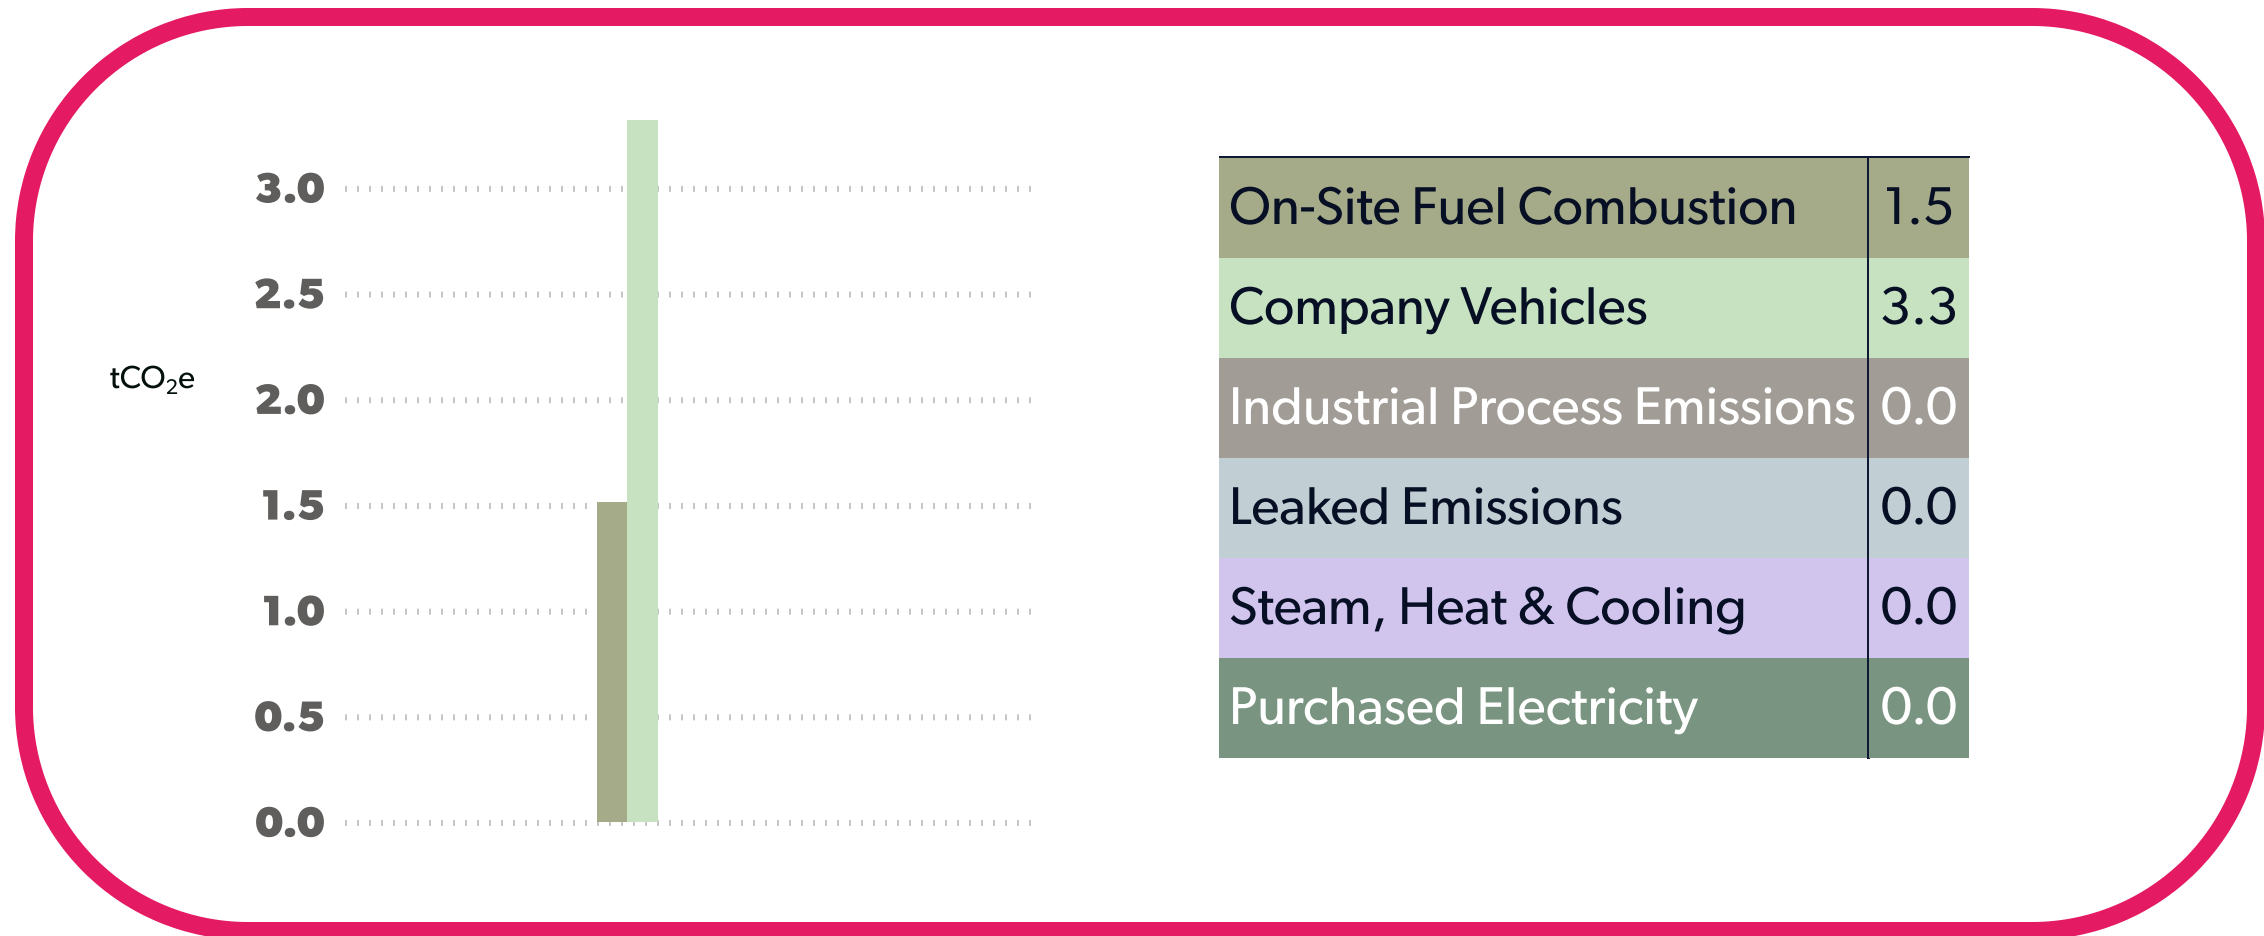 3.0
2.5
tCO₂e
2.0
1.5
1.0
0.5
0.0
On-Site Fuel Combustion 1.5
Company Vehicles 3.3
Industrial Process Emissions 0.0
Leaked Emissions 0.0
Steam, Heat & Cooling 0.0
Purchased Electricity 0.0